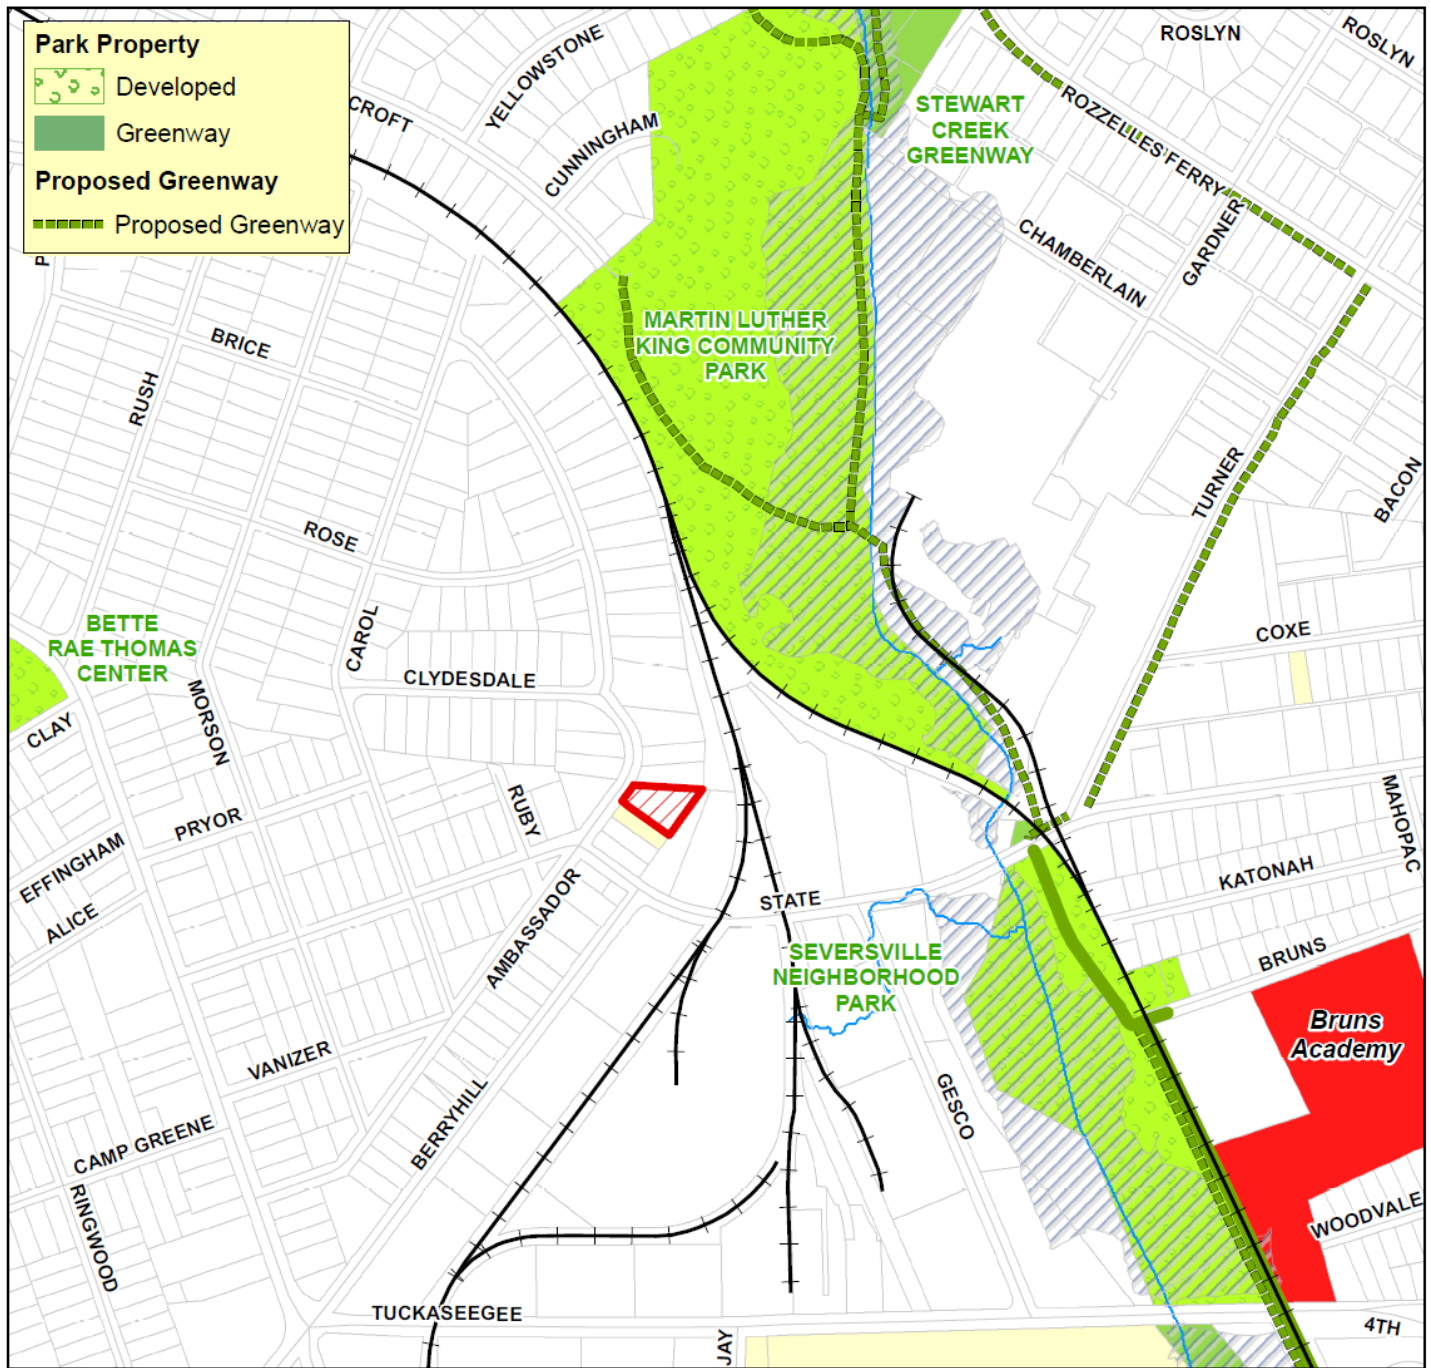 Park Property
Developed
Greenway
Proposed Greenway
Proposed Greenway
CROFT
YELLOWSTONE
CUNNINGHAM
ROSLYN
ROSLYN
STEWART
CREEK
GREENWAY
ROZZELLES FERRY
GARDNER
CHAMBERLAIN
P
BRICE
RUSH
MARTIN LUTHER
KING COMMUNITY
PARK
TURNER
BACON
ROSE
CAROL
BETTE
RAE THOMAS
CENTER
COXE
CLYDESDALE
CLAY
MORSON
RUBY
PRYOR
MAHOPAC
EFFINGHAM
ALICE
KATONAH
AMBASSADOR
STATE
SEVERSVILLE
NEIGHBORHOOD
PARK
BRUNS
Bruns
Academy
VANIZER
GESCO
BERRYHILL
CAMP GREENE
RINGWOOD
WOODVALE
TUCKASEEGEE
JAY
4TH